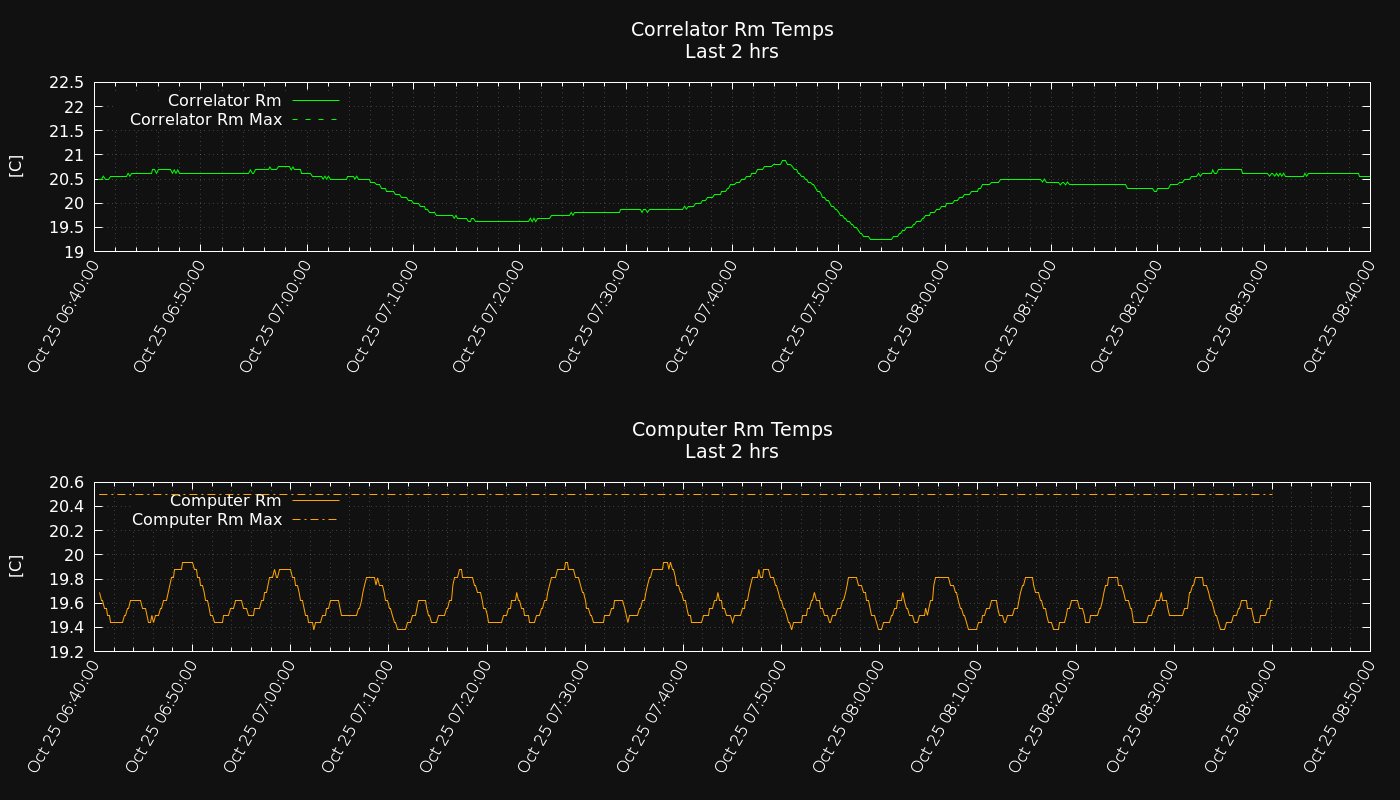 Correlator Rm Temps
Last 2 hrs
22.5
22
21.5
21
20.5
20
19.5
19
[C]
Correlator Rm
Correlator Rm Max
Oct 25 06:40:00
Oct 25 06:50:00
Oct 25 07:00:00
Oct 25 07:10:00
Oct 25 07:20:00
Oct 25 07:30:00
Oct 25 07:40:00
Oct 25 07:50:00
Oct 25 08:00:00
Oct 25 08:10:00
Oct 25 08:20:00
Oct 25 08:30:00
Oct 25 08:40:00
Computer Rm Temps
Last 2 hrs
20.6
20.4
20.2
20
19.8
19.6
19.4
19.2
[C]
Computer Rm
Computer Rm Max
Oct 25 06:40:00
Oct 25 06:50:00
Oct 25 07:00:00
Oct 25 07:10:00
Oct 25 07:20:00
Oct 25 07:30:00
Oct 25 07:40:00
Oct 25 07:50:00
Oct 25 08:00:00
Oct 25 08:10:00
Oct 25 08:20:00
Oct 25 08:30:00
Oct 25 08:40:00
Oct 25 08:50:00